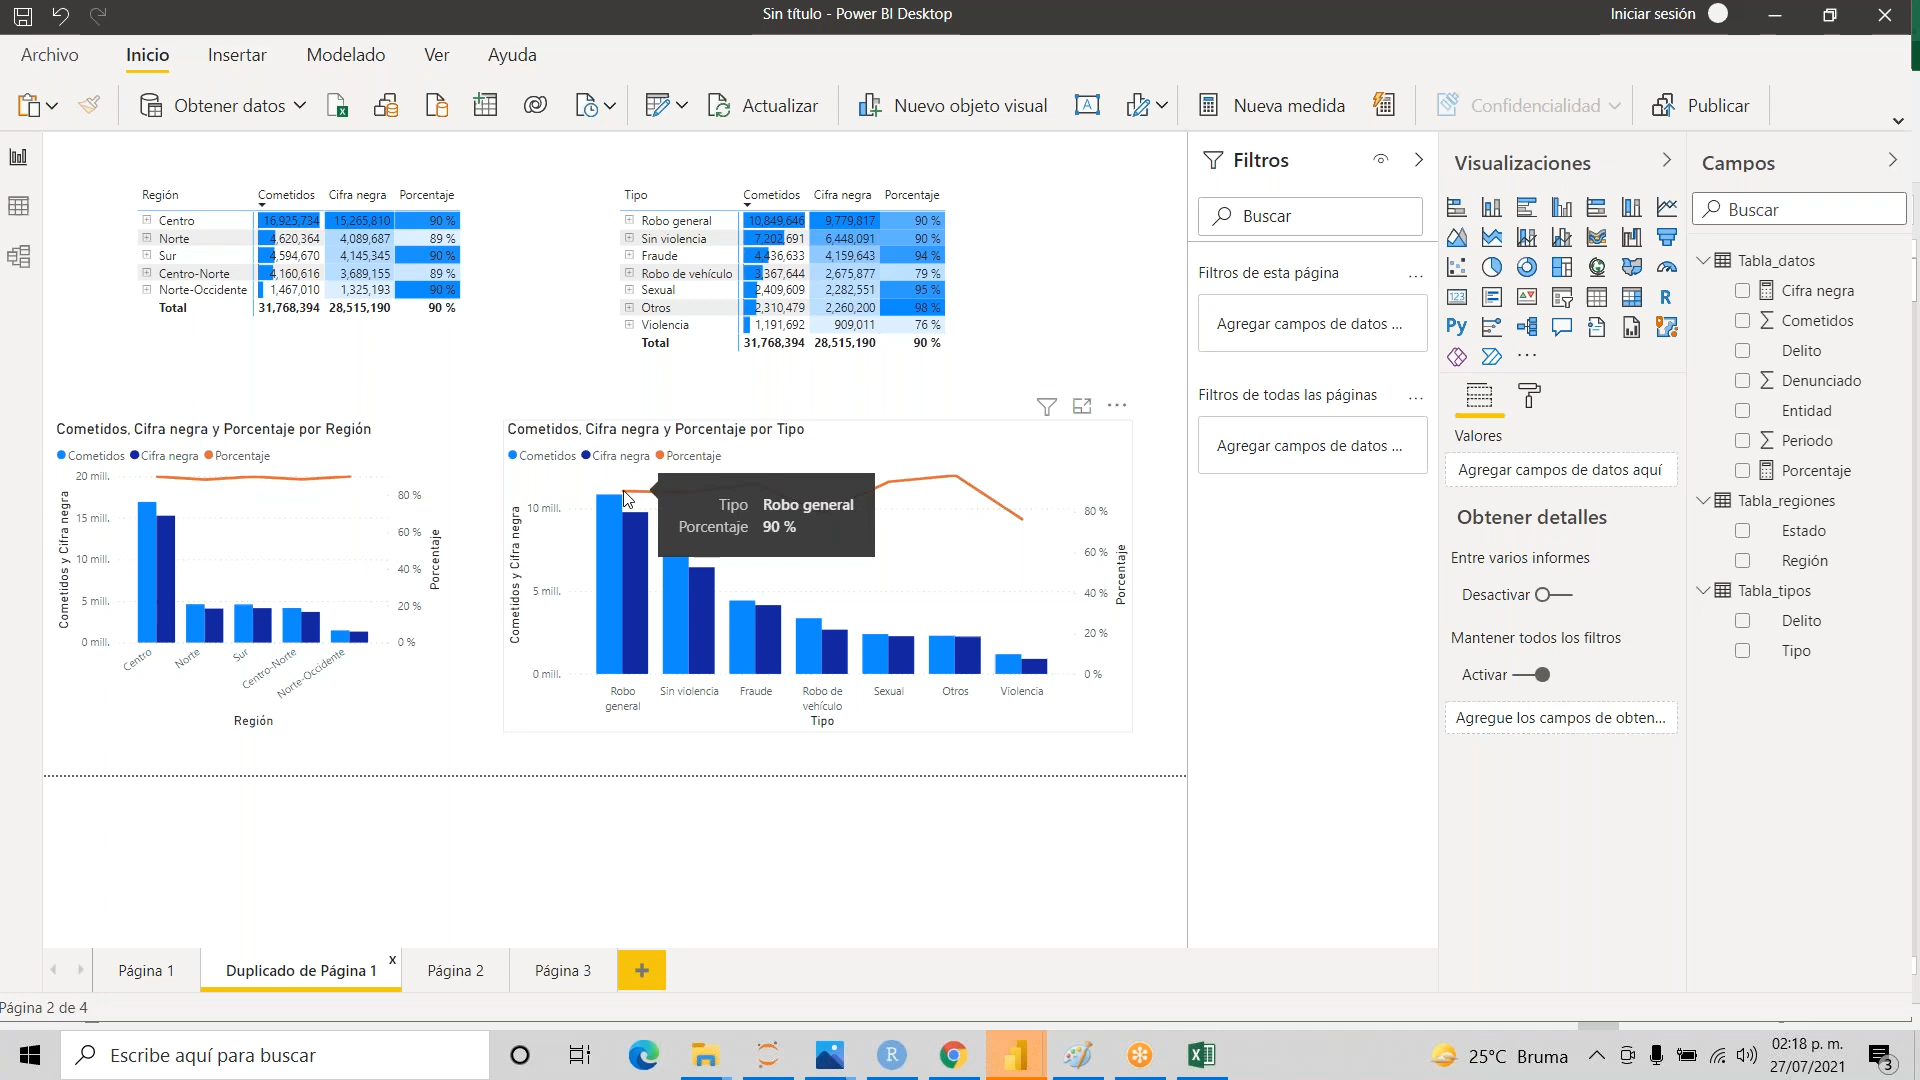 Sin título - Power BI Desktop
Iniciar sesión
Archivo
Inicio
Insertar
Modelado
Ver
Ayuda
Obtener datos
Actualizar
Nuevo objeto visual
Nueva medida
Confidencialidad
Publicar
Región Cometidos Cifra negra Porcentaje
Centro 16,925,734 15,265,810 90 %
Norte 4,620,364 4,089,687 89 %
Sur 4,594,670 4,145,345 90 %
Centro-Norte 4,160,616 3,689,155 89 %
Norte-Occidente 1,467,010 1,325,193 90 %
Total 31,768,394 28,515,190 90 %
Tipo Cometidos Cifra negra Porcentaje
Robo general 10,849,646 9,779,817 90 %
Sin violencia 7,202,691 6,448,091 90 %
Fraude 4,436,633 4,159,643 94 %
Robo de vehículo 3,367,644 2,675,877 79 %
Sexual 2,409,609 2,282,551 95 %
Otros 2,310,479 2,260,200 98 %
Violencia 1,191,692 909,011 76 %
Total 31,768,394 28,515,190 90 %
Cometidos, Cifra negra y Porcentaje por Región
Cometidos Cifra negra Porcentaje
20 mill.
15 mill.
10 mill.
5 mill.
0 mill.
Cometidos y Cifra negra
80 %
60 %
40 %
20 %
0 %
Porcentaje
Centro
Norte
Sur
Centro-Norte
Norte-Occidente
Región
Cometidos, Cifra negra y Porcentaje por Tipo
Cometidos Cifra negra Porcentaje
10 mill.
5 mill.
0 mill.
Cometidos y Cifra negra
Tipo Robo general
Porcentaje 90 %
80 %
60 %
40 %
20 %
0 %
Porcentaje
Robo general
Sin violencia
Fraude
Robo de vehículo
Sexual
Otros
Violencia
Tipo
Filtros
Buscar
Filtros de esta página ...
Agregar campos de datos ...
Filtros de todas las páginas ...
Agregar campos de datos ...
Visualizaciones
123
R
Py
...
Valores
Agregar campos de datos aquí
Obtener detalles
Entre varios informes
Desactivar
Mantener todos los filtros
Activar
Agregue los campos de obten...
Campos
Buscar
Tabla_datos
Cifra negra
Cometidos
Delito
Denunciado
Entidad
Periodo
Porcentaje
Tabla_regiones
Estado
Región
Tabla_tipos
Delito
Tipo
Página 1
Duplicado de Página 1
x
Página 2
Página 3
+
Página 2 de 4
Escribe aquí para buscar
25°C Bruma
02:18 p. m.
27/07/2021
3